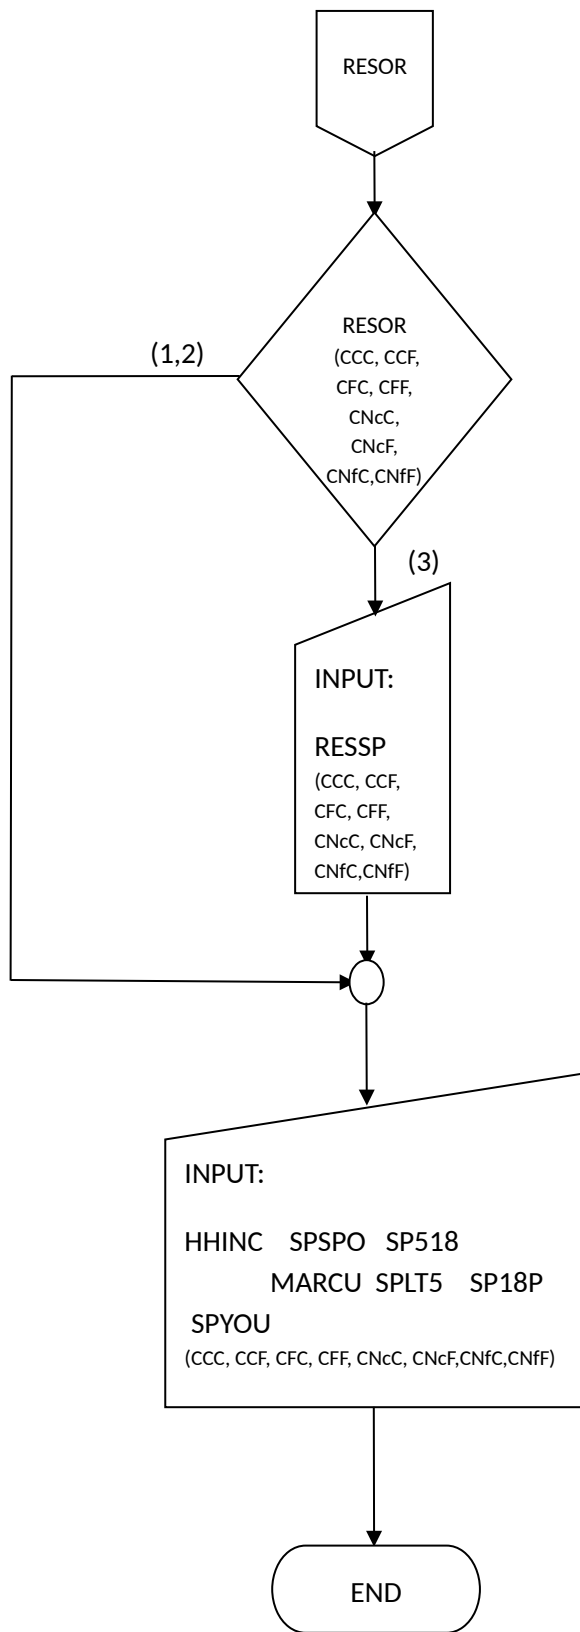 RESOR
RESOR
(CCC, CCF,
CFC, CFF,
CNcC,
CNcF,
CNfC,CNfF)
(1,2)
(3)
INPUT:
RESSP
(CCC, CCF,
CFC, CFF,
CNcC, CNcF,
CNfC,CNfF)
INPUT:
HHINC SPSPO SP518
MARCU SPLT5 SP18P
SPYOU
(CCC, CCF, CFC, CFF, CNcC, CNcF,CNfC,CNfF)
END